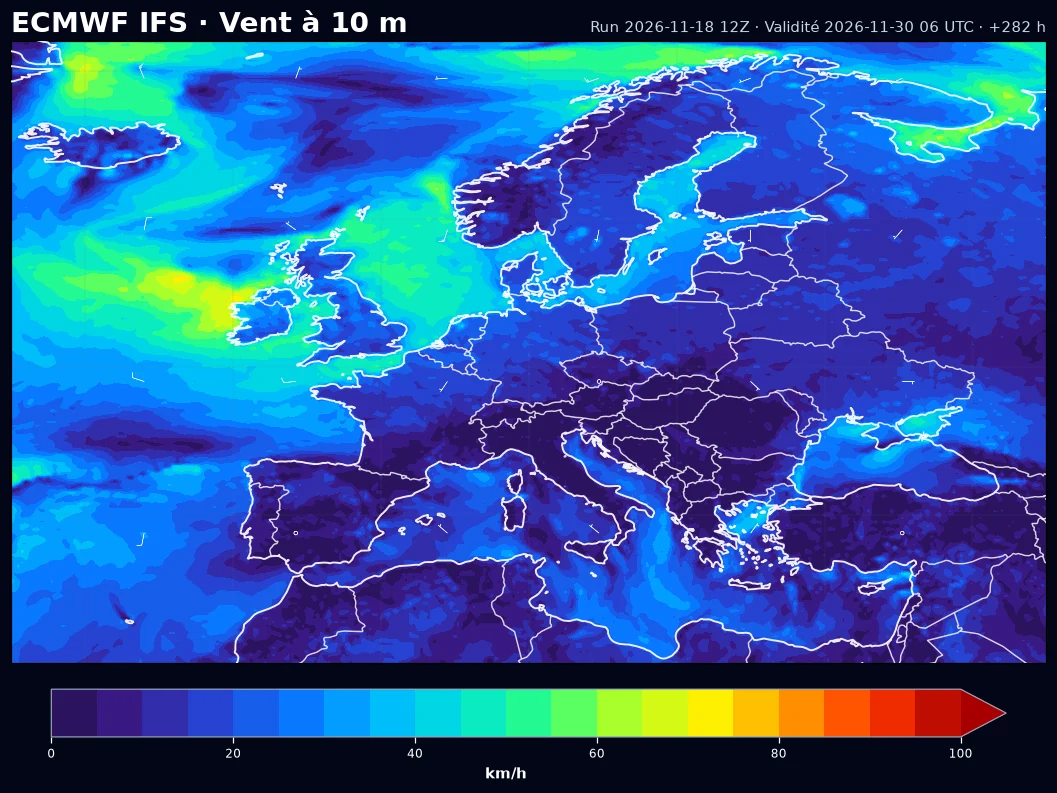 ECMWF IFS · Vent à 10 m
Run 2026-11-18 12Z · Validité 2026-11-30 06 UTC · +282 h
0 20 40 60 80 100
km/h